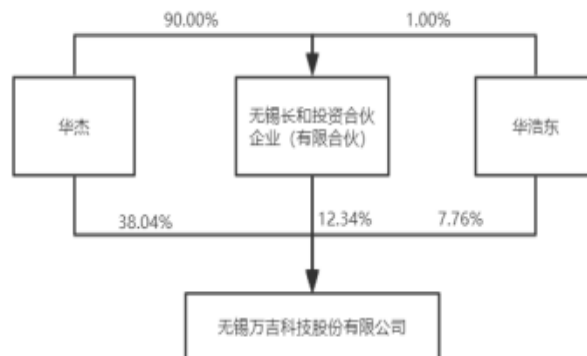 90.00%
1.00%
华杰
无锡长和投资合伙
企业（有限合伙）
华浩东
38.04%
12.34%
7.76%
无锡万吉科技股份有限公司